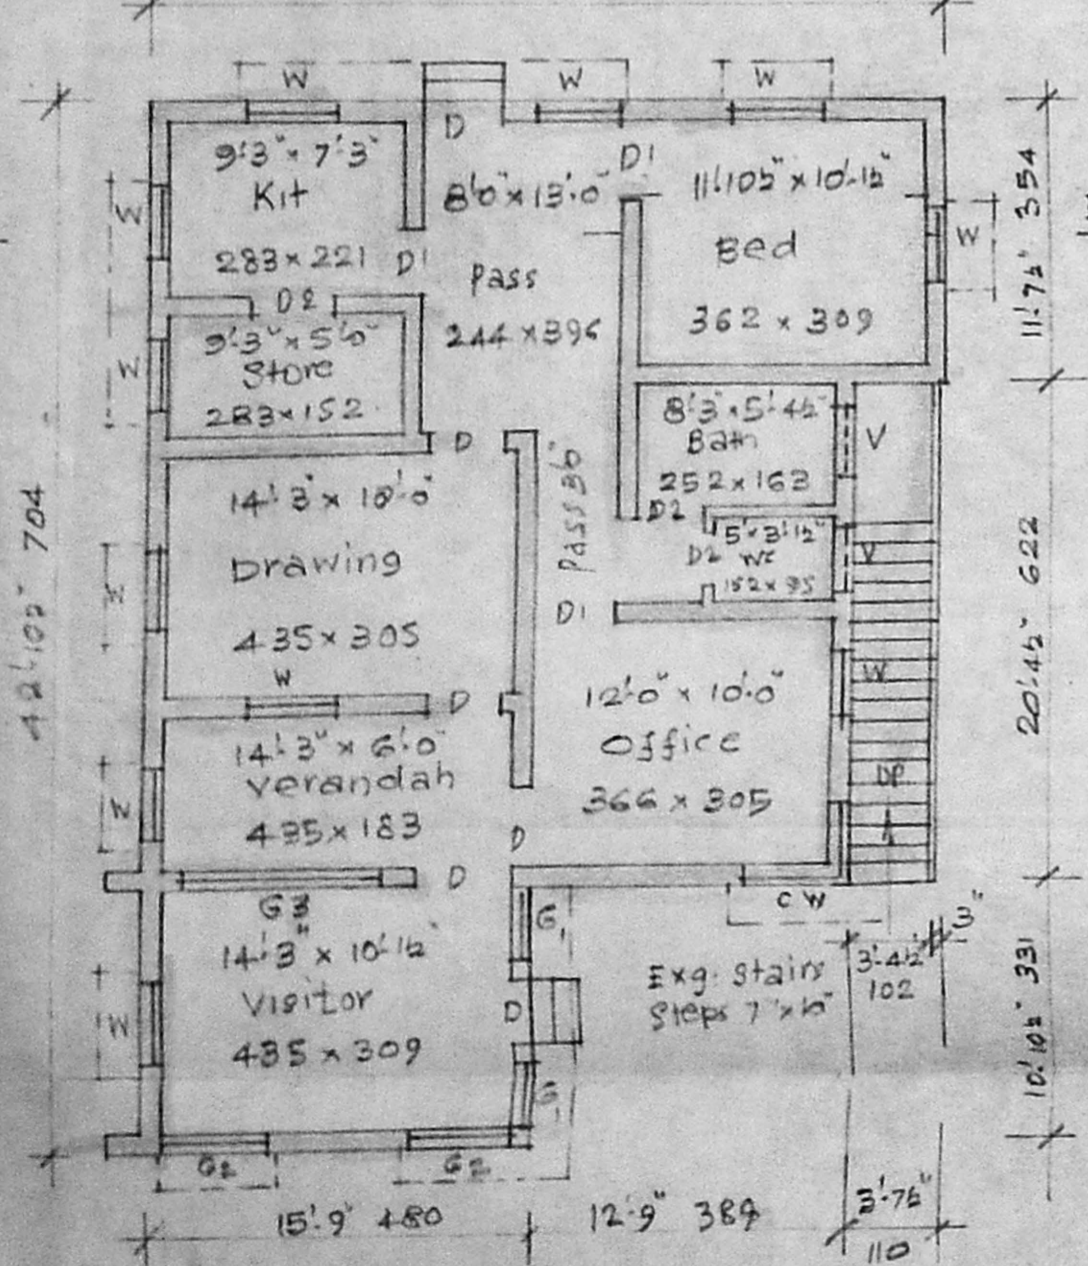 W
W
W
9'3" x 7'3"
Kit
283 x 221
W
D
D1
8'0" x 13'-0"
Pass
244 x 396
D1
11'-10½" x 10'-1½"
Bed
362 x 309
W
11'-7½" 354
D2
9'3" x 5'0"
Store
283 x 152
W
D
8'3" x 5'-4½"
Bath
252 x 163
V
D2
Pass 3'6"
14'3" x 10'-0"
Drawing
435 x 305
W
W
D2
5' x 3'1½"
WC
152 x 95
V
D1
42'-10½" 704
20'-4½" 622
D
12'0" x 10'-0"
Office
366 x 305
W
UP
14'-3" x 6'-0"
Verandah
435 x 183
W
D
D
G3
CW
14'-3" x 10'-1½"
Visitor
435 x 309
W
G1
D
G1
Exg. Stairs
Steps 7" x 10"
3'-4½"
102
3"
10'-10½" 331
G2
G2
15'-9" 480
12'-9" 389
3'-7½"
110